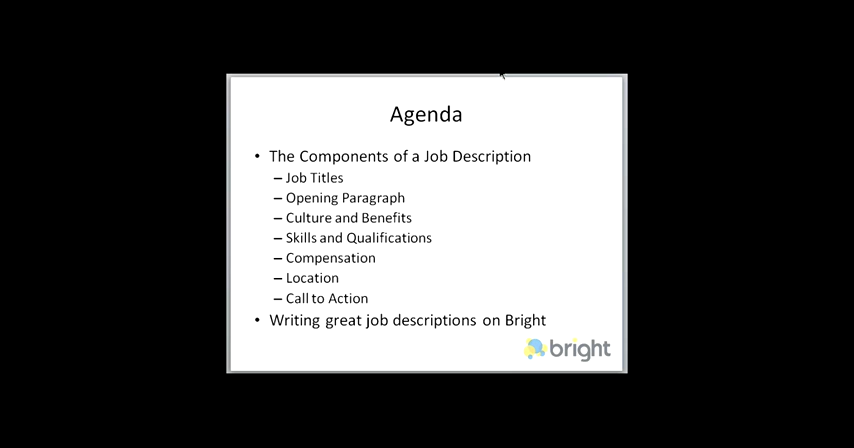 Agenda
• The Components of a Job Description
– Job Titles
– Opening Paragraph
– Culture and Benefits
– Skills and Qualifications
– Compensation
– Location
– Call to Action
• Writing great job descriptions on Bright
bright